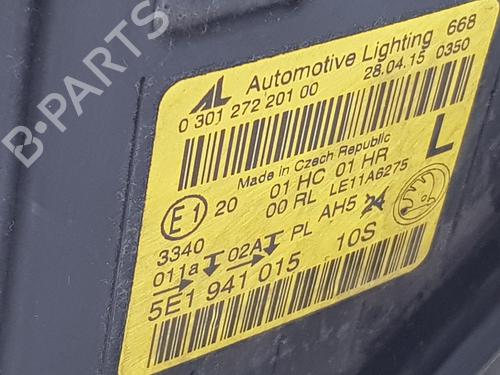 B-PARTS
AL Automotive Lighting 668
0 301 272 201 00 28.04.15 0350
Made in Czech Republic L
E1 20 01 HC 01 HR
00 RL LE11A6275
3340 PL AH5 24
011a 02A
5E1 941 015 10S